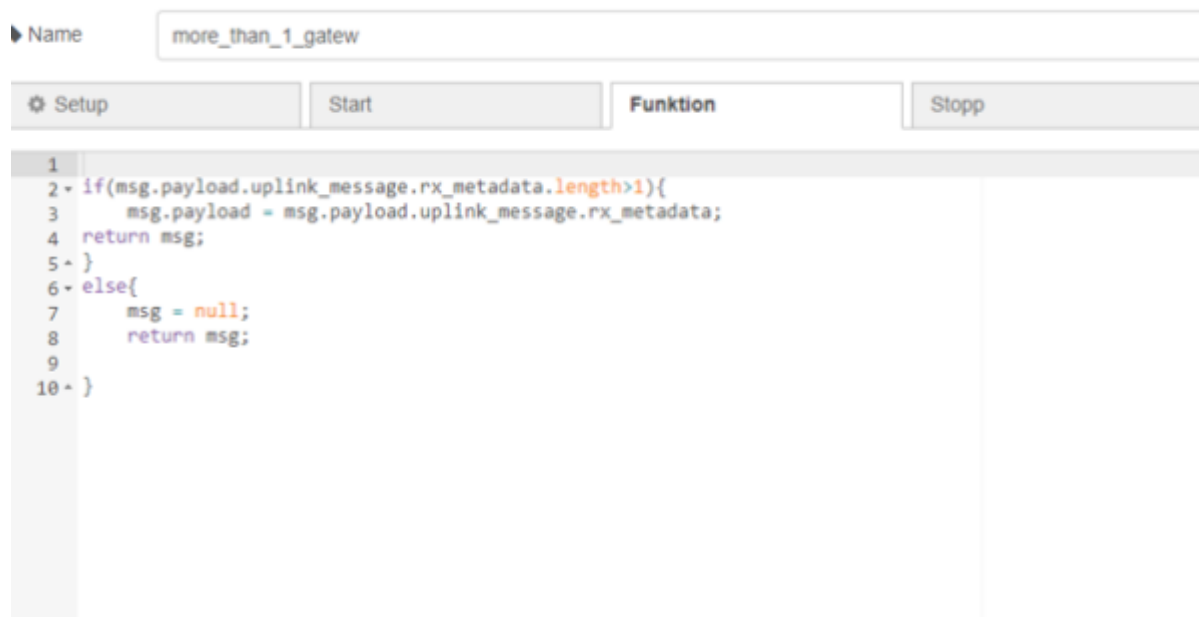 Name more_than_1_gatew
Setup Start Funktion Stopp
1
2 if(msg.payload.uplink_message.rx_metadata.length>1){
3     msg.payload = msg.payload.uplink_message.rx_metadata;
4 return msg;
5 }
6 else{
7     msg = null;
8     return msg;
9
10 }